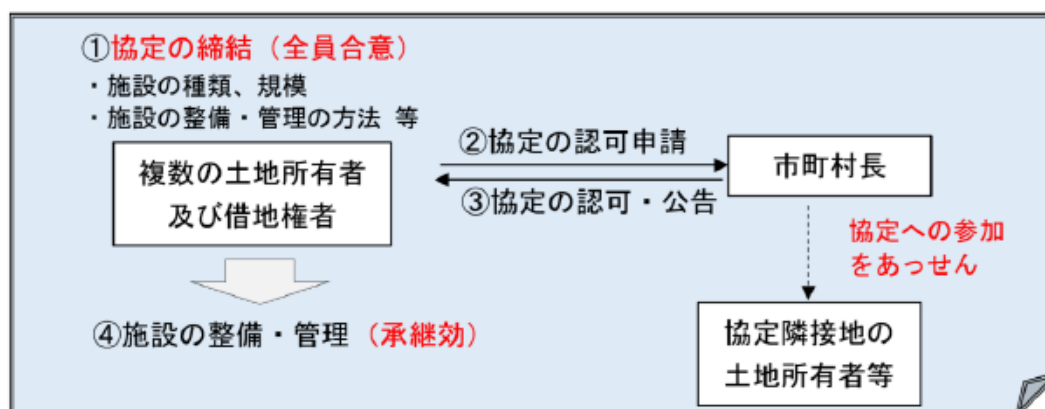 ①協定の締結（全員合意）
・施設の種類、規模
・施設の整備・管理の方法 等
複数の土地所有者
及び借地権者
②協定の認可申請
③協定の認可・公告
市町村長
協定への参加
をあっせん
④施設の整備・管理（承継効）
協定隣接地の
土地所有者等